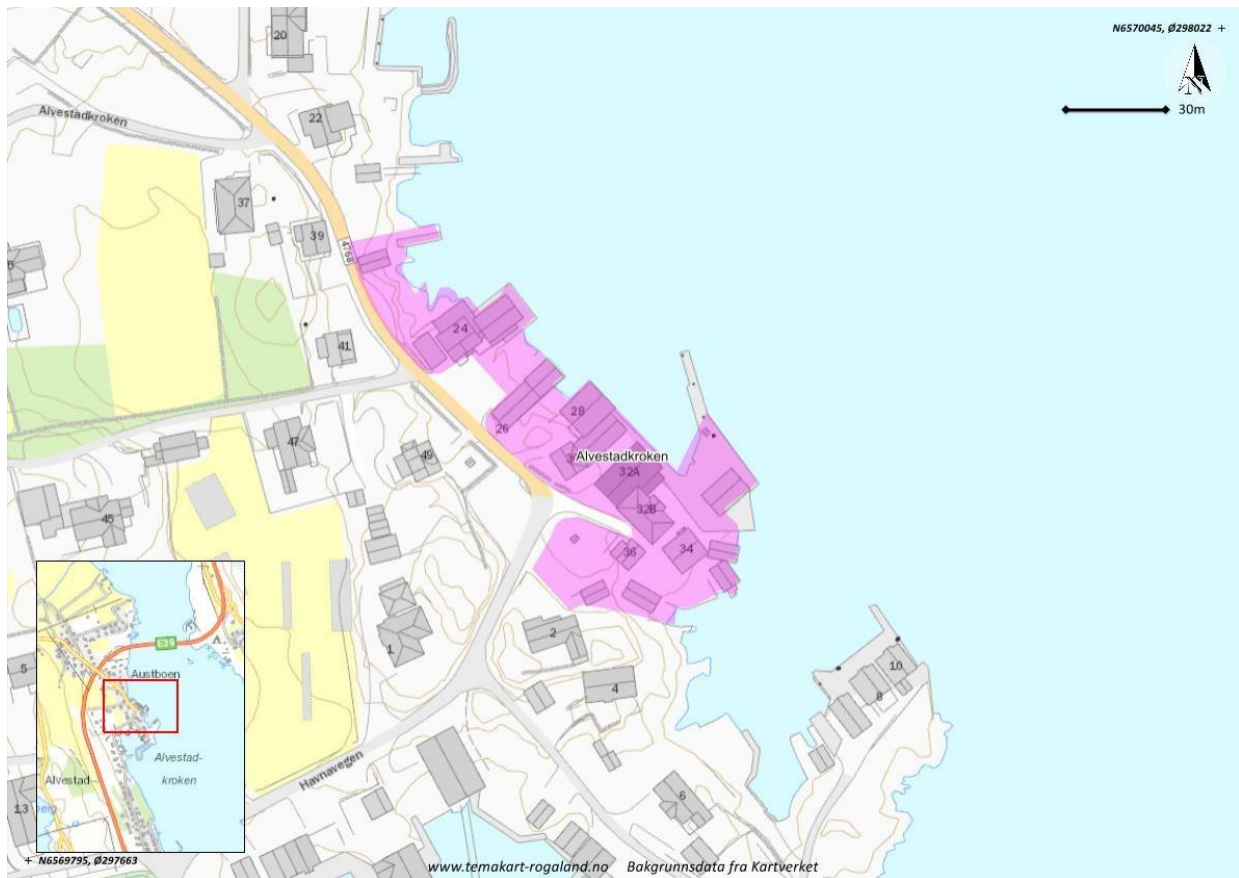 N6570045, Ø298022 +
N
30m
20
22
Alvestadkroken
37
39
4768
41
24
28
26
Alvestadkroken
32A
32B
47
49
45
36
34
2
1
4
10
8
5
E39
Austboen
Alvestad-
kroken
Alvestad
Havnavegen
13
6
+ N6569795, Ø297663
www.temakart-rogaland.no Bakgrunnsdata fra Kartverket